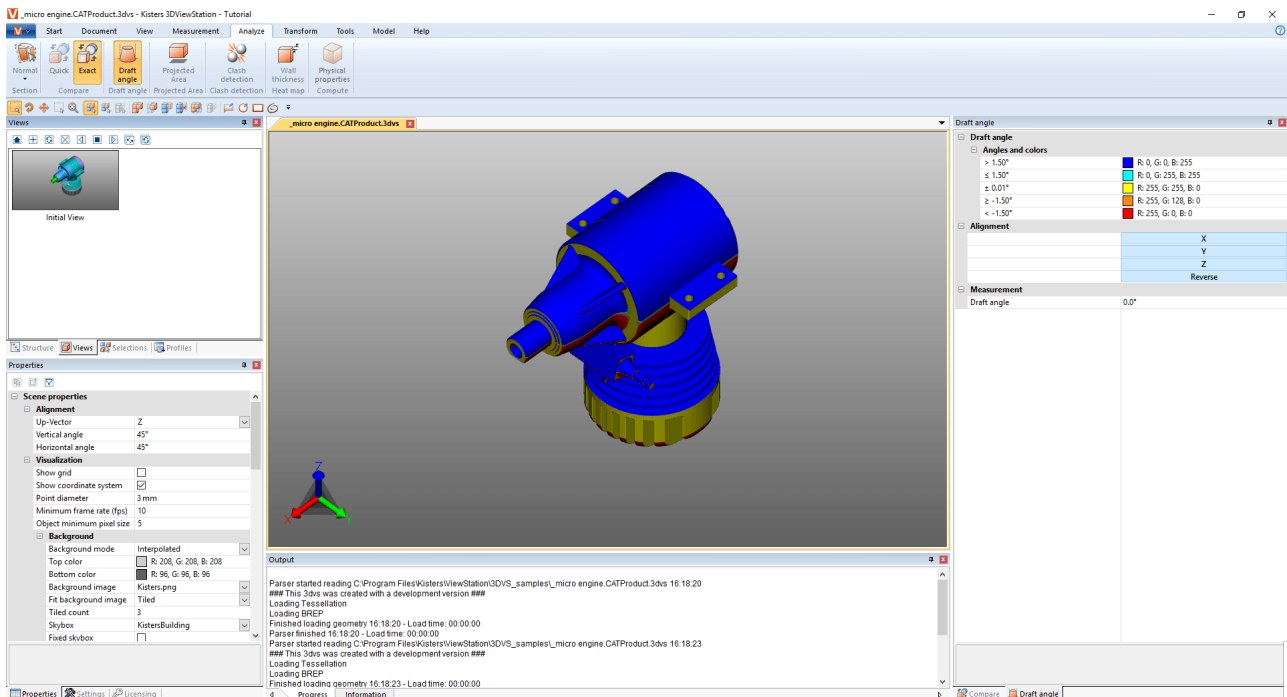 _micro engine.CATProduct.3dvs - Kisters 3DViewStation - Tutorial
Start Document View Measurement Analyze Transform Tools Model Help
Normal Quick Exact Draft angle Projected Area Clash detection Wall thickness Physical properties
Section Compare Draft angle Projected Area Clash detection Heat map Compute
Views
Initial View
Structure Views Selections Profiles
Properties
Scene properties
Alignment
Up-Vector Z
Vertical angle 45°
Horizontal angle 45°
Visualization
Show grid
Show coordinate system
Point diameter 3 mm
Minimum frame rate (fps) 10
Object minimum pixel size 5
Background
Background mode Interpolated
Top color R: 208, G: 208, B: 208
Bottom color R: 96, G: 96, B: 96
Background image Kisters.png
Fit background image Tiled
Tiled count 3
Skybox KistersBuilding
Fixed skybox
Properties Settings Licensing
_micro engine.CATProduct.3dvs
Z
X
Y
Output
Parser started reading C:\Program Files\Kisters\ViewStation\3DVS_samples\_micro engine.CATProduct.3dvs 16:18:20
### This 3dvs was created with a development version ###
Loading Tessellation
Loading BREP
Finished loading geometry 16:18:20 - Load time: 00:00:00
Parser finished 16:18:20 - Load time: 00:00:00
Parser started reading C:\Program Files\Kisters\ViewStation\3DVS_samples\_micro engine.CATProduct.3dvs 16:18:23
### This 3dvs was created with a development version ###
Loading Tessellation
Loading BREP
Finished loading geometry 16:18:23 - Load time: 00:00:00
Progress Information
Draft angle
Draft angle
Angles and colors
> 1.50° R: 0, G: 0, B: 255
≤ 1.50° R: 0, G: 255, B: 255
± 0.01° R: 255, G: 255, B: 0
≥ -1.50° R: 255, G: 128, B: 0
< -1.50° R: 255, G: 0, B: 0
Alignment
X
Y
Z
Reverse
Measurement
Draft angle 0.0°
Compare Draft angle